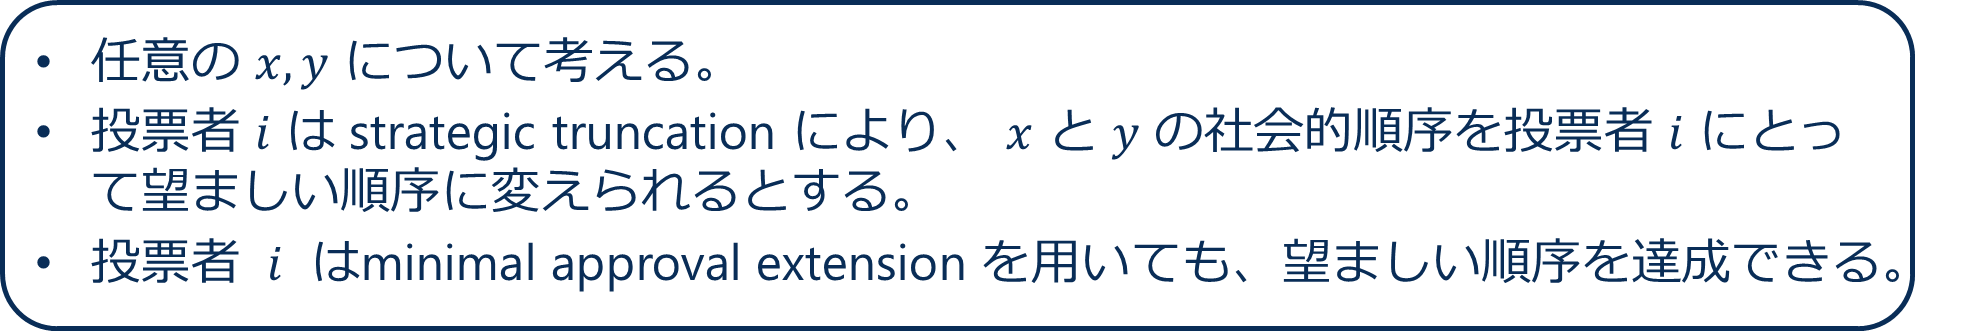 • 任意の x, y について考える。
• 投票者 i は strategic truncation により、 x と y の社会的順序を投票者 i にとっ
て望ましい順序に変えられるとする。
• 投票者 i はminimal approval extension を用いても、望ましい順序を達成できる。